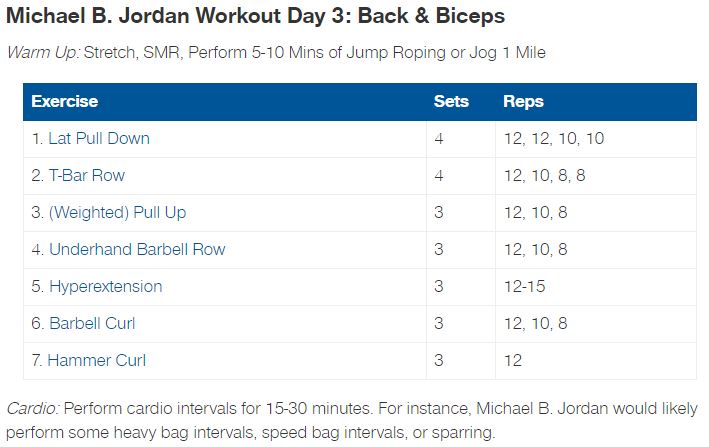 Michael B. Jordan Workout Day 3: Back & Biceps
Warm Up: Stretch, SMR, Perform 5-10 Mins of Jump Roping or Jog 1 Mile
Exercise Sets Reps
1. Lat Pull Down 4 12, 12, 10, 10
2. T-Bar Row 4 12, 10, 8, 8
3. (Weighted) Pull Up 3 12, 10, 8
4. Underhand Barbell Row 3 12, 10, 8
5. Hyperextension 3 12-15
6. Barbell Curl 3 12, 10, 8
7. Hammer Curl 3 12
Cardio: Perform cardio intervals for 15-30 minutes. For instance, Michael B. Jordan would likely
perform some heavy bag intervals, speed bag intervals, or sparring.